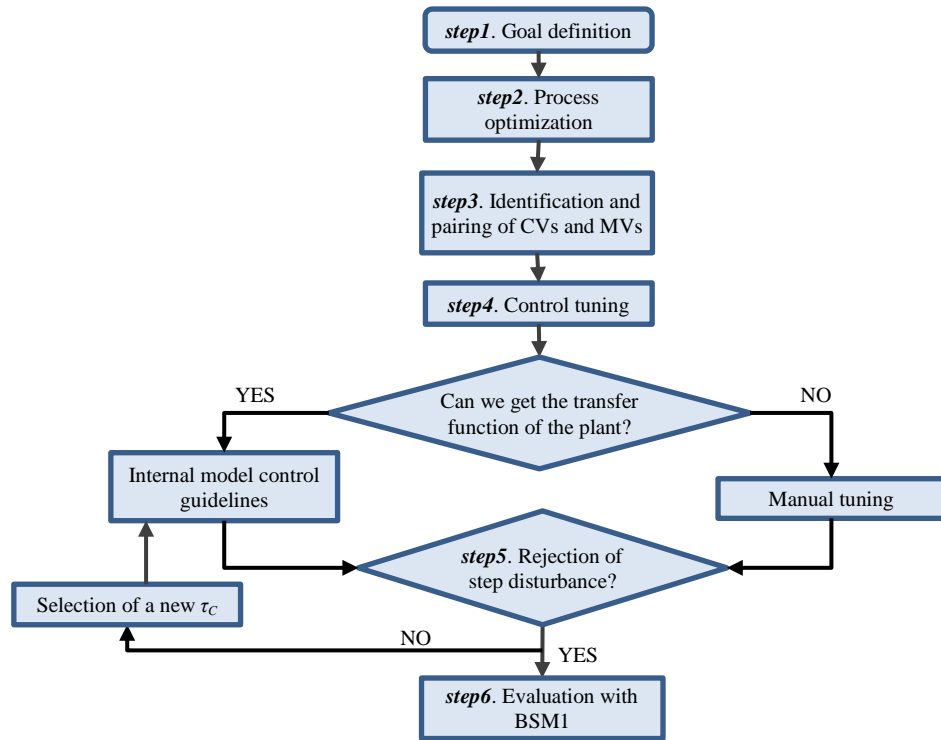 step1. Goal definition
step2. Process
optimization
step3. Identification and
pairing of CVs and MVs
step4. Control tuning
YES
NO
Can we get the transfer
function of the plant?
Internal model control
guidelines
Manual tuning
step5. Rejection of
step disturbance?
Selection of a new τC
NO
YES
step6. Evaluation with
BSM1